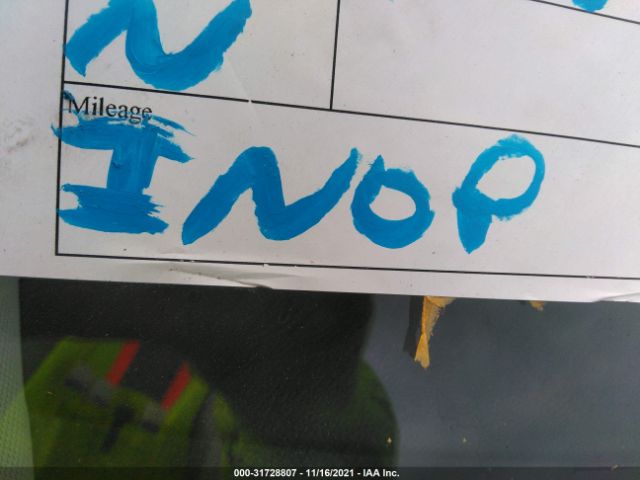 N
Mileage
INOP
000-31728807 - 11/16/2021 - IAA Inc.